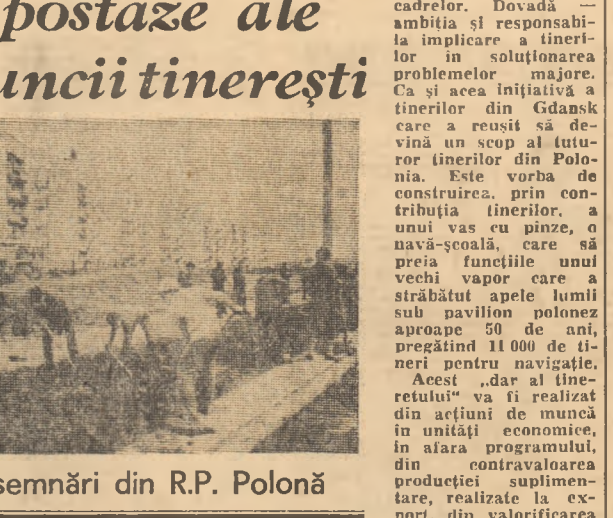 postaze ale
uncii tinerești
semnări din R.P. Polonă
cadrelor. Dovadă —
ambiția și responsabi-
la implicare a tineri-
lor în soluționarea
problemelor majore.
Ca și acea inițiativă a
tinerilor din Gdansk
care a reușit să de-
vină un scop al tutu-
ror tinerilor din Polo-
nia. Este vorba de
construirea, prin con-
tribuția tinerilor, a
unui vas cu pînze, o
navă-școală, care să
preia funcțiile unui
vechi vapor care a
străbătut apele lumii
sub pavilion polonez
aproape 50 de ani,
pregătind 11 000 de ti-
neri pentru navigație.
Acest „dar al tine-
retului“ va fi realizat
din acțiuni de muncă
în unități economice,
în afara programului,
din contravaloarea
producției suplimen-
tare, realizate la ex-
port, din valorificarea